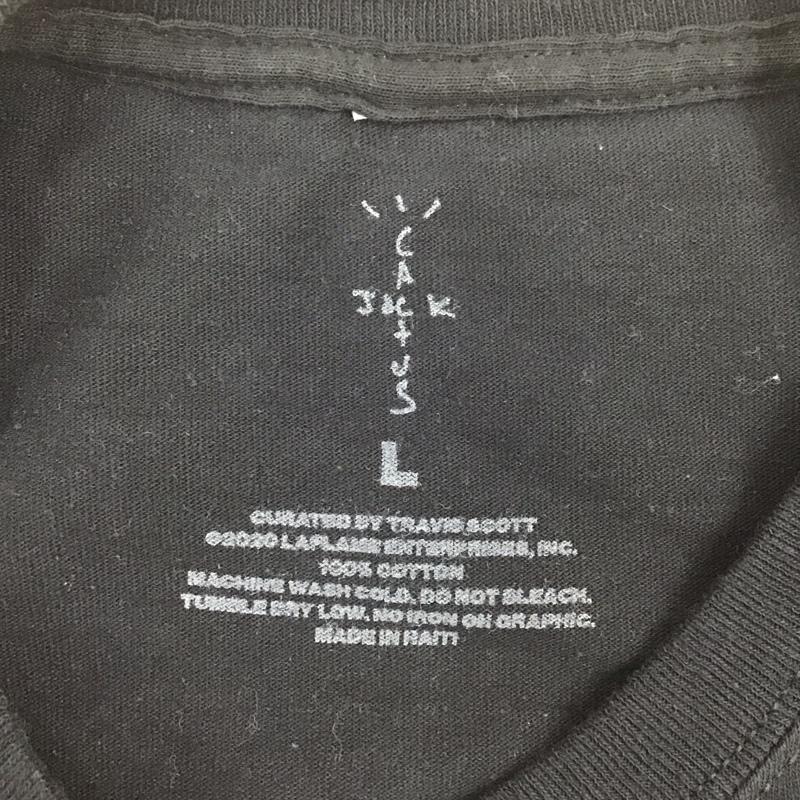 CACtUS
JACK
L
CURATED BY TRAVIS SCOTT
©2020 LAFLAME ENTERPRISES, INC.
100% COTTON
MACHINE WASH COLD. DO NOT BLEACH.
TUMBLE DRY LOW. NO IRON ON GRAPHIC.
MADE IN HAITI